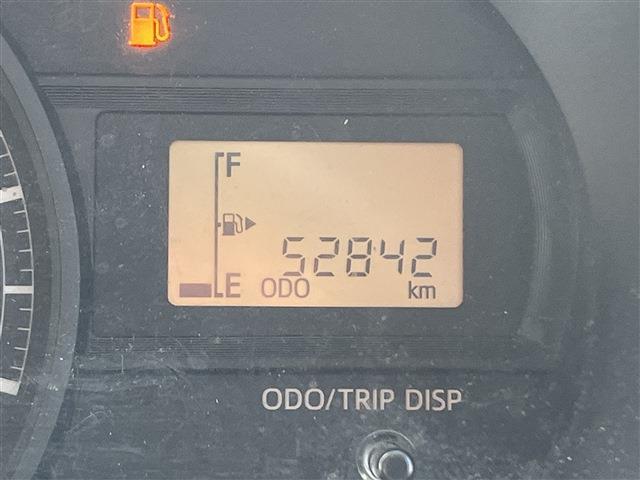 F
52842
E ODO km
ODO/TRIP DISP